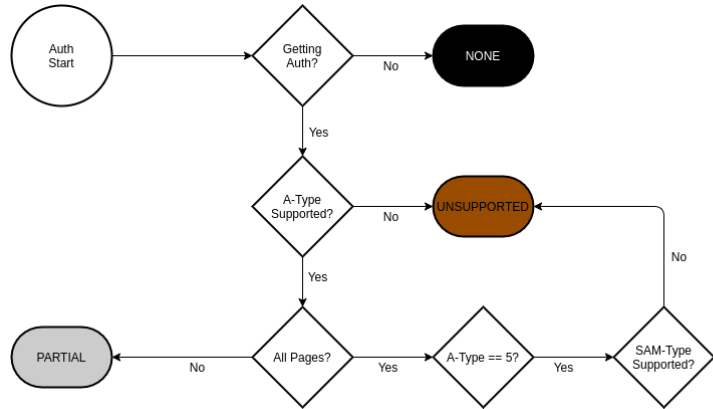 Auth
Start
Getting
Auth?
No
NONE
Yes
A-Type
Supported?
No
UNSUPPORTED
No
Yes
PARTIAL
No
All Pages?
Yes
A-Type == 5?
Yes
SAM-Type
Supported?